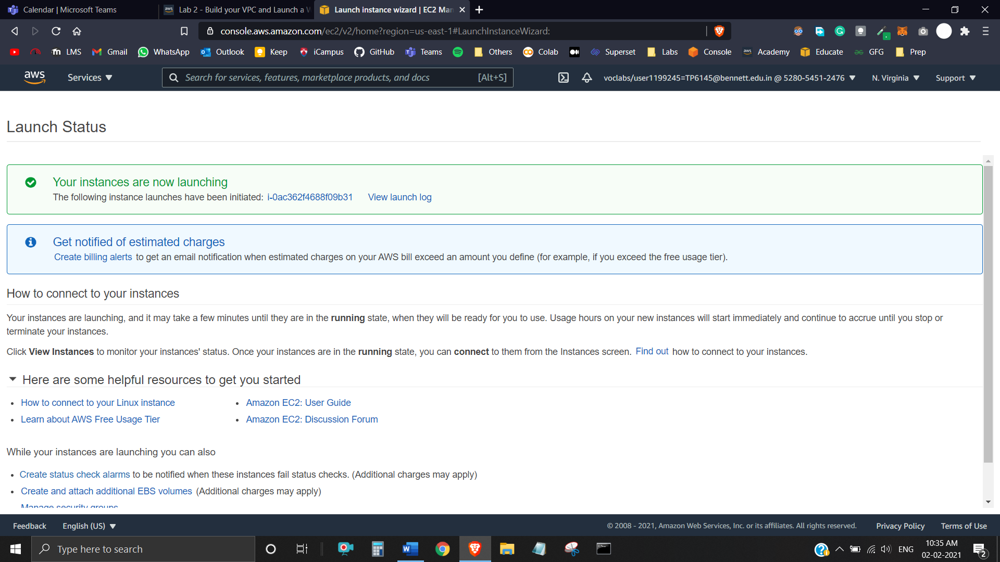 Calendar | Microsoft Teams
Lab 2 - Build your VPC and Launch a W
Launch instance wizard | EC2 Man
console.aws.amazon.com/ec2/v2/home?region=us-east-1#LaunchInstanceWizard:
LMS Gmail WhatsApp Outlook Keep iCampus GitHub Teams Others Colab Superset Labs Console Academy Educate GFG Prep
aws Services Search for services, features, marketplace products, and docs [Alt+S] voclabs/user1199245=TP6145@bennett.edu.in @ 5280-5451-2476 N. Virginia Support
Launch Status
Your instances are now launching
The following instance launches have been initiated: i-0ac362f4688f09b31 View launch log
Get notified of estimated charges
Create billing alerts to get an email notification when estimated charges on your AWS bill exceed an amount you define (for example, if you exceed the free usage tier).
How to connect to your instances
Your instances are launching, and it may take a few minutes until they are in the running state, when they will be ready for you to use. Usage hours on your new instances will start immediately and continue to accrue until you stop or
terminate your instances.
Click View Instances to monitor your instances' status. Once your instances are in the running state, you can connect to them from the Instances screen. Find out how to connect to your instances.
Here are some helpful resources to get you started
• How to connect to your Linux instance
• Learn about AWS Free Usage Tier
• Amazon EC2: User Guide
• Amazon EC2: Discussion Forum
While your instances are launching you can also
• Create status check alarms to be notified when these instances fail status checks. (Additional charges may apply)
• Create and attach additional EBS volumes (Additional charges may apply)
Manage security groups
Feedback English (US) © 2008 - 2021, Amazon Web Services, Inc. or its affiliates. All rights reserved. Privacy Policy Terms of Use
Type here to search
ENG
10:35 AM
02-02-2021
2